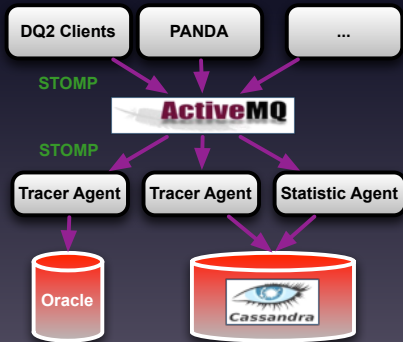 DQ2 Clients
PANDA
...
STOMP
ActiveMQ
STOMP
Tracer Agent
Tracer Agent
Statistic Agent
Oracle
Cassandra